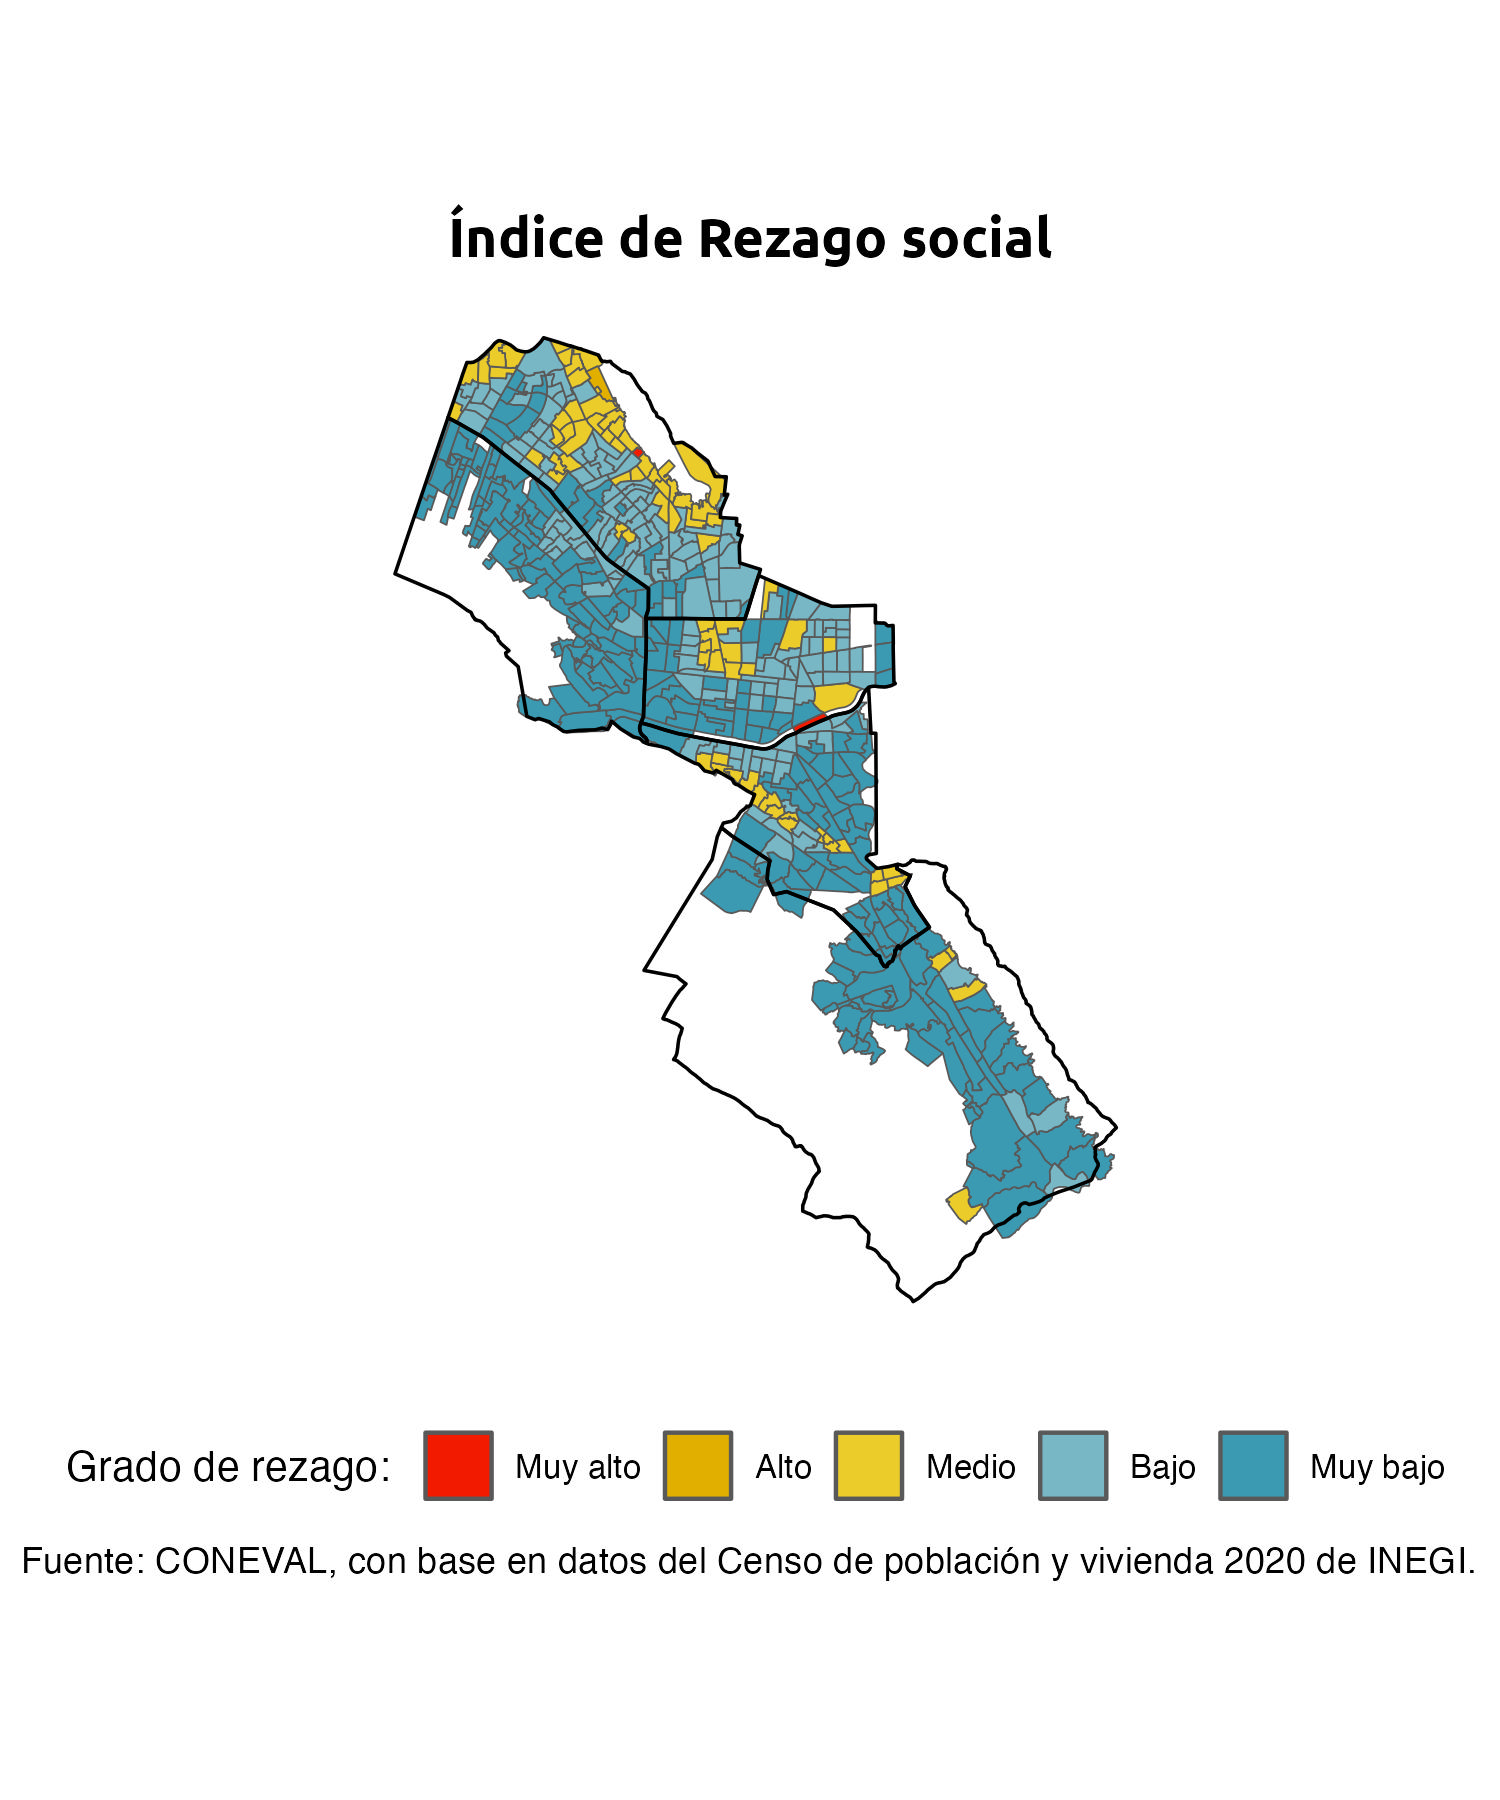 Índice de Rezago social
Grado de rezago: Muy alto Alto Medio Bajo Muy bajo
Fuente: CONEVAL, con base en datos del Censo de población y vivienda 2020 de INEGI.